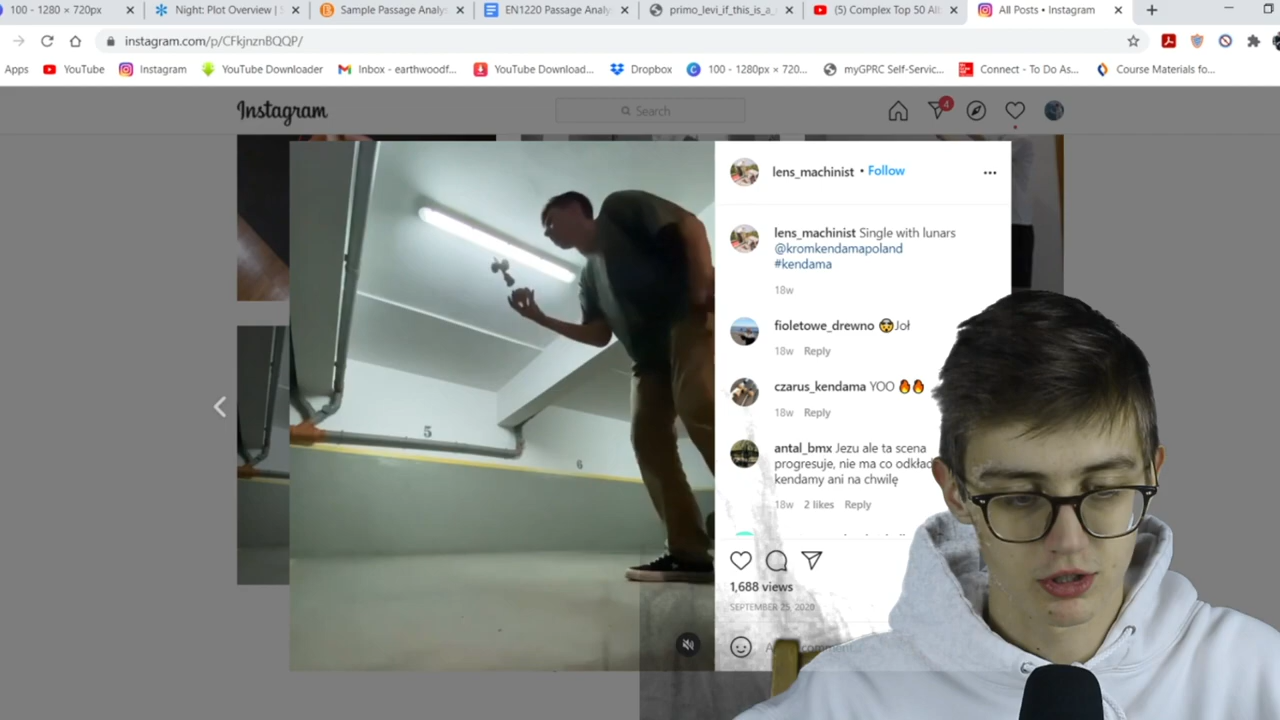 100 - 1280 × 720px
Night: Plot Overview | S
Sample Passage Analys
EN1220 Passage Analy
primo_levi_if_this_is_a_
(5) Complex Top 50 Alt
All Posts • Instagram
instagram.com/p/CFkjnznBQQP/
Apps
YouTube
Instagram
YouTube Downloader
Inbox - earthwoodf...
YouTube Download...
Dropbox
100 - 1280px × 720...
myGPRC Self-Servic...
Connect - To Do As...
Course Materials fo...
Instagram
Search
4
lens_machinist • Follow
lens_machinist Single with lunars
@kromkendamapoland
#kendama
18w
fioletowe_drewno 🤯Joł
18w Reply
czarus_kendama YOO 🔥🔥
18w Reply
antal_bmx Jezu ale ta scena
progresuje, nie ma co odkład
kendamy ani na chwilę
18w 2 likes Reply
1,688 views
SEPTEMBER 25, 2020
5
6